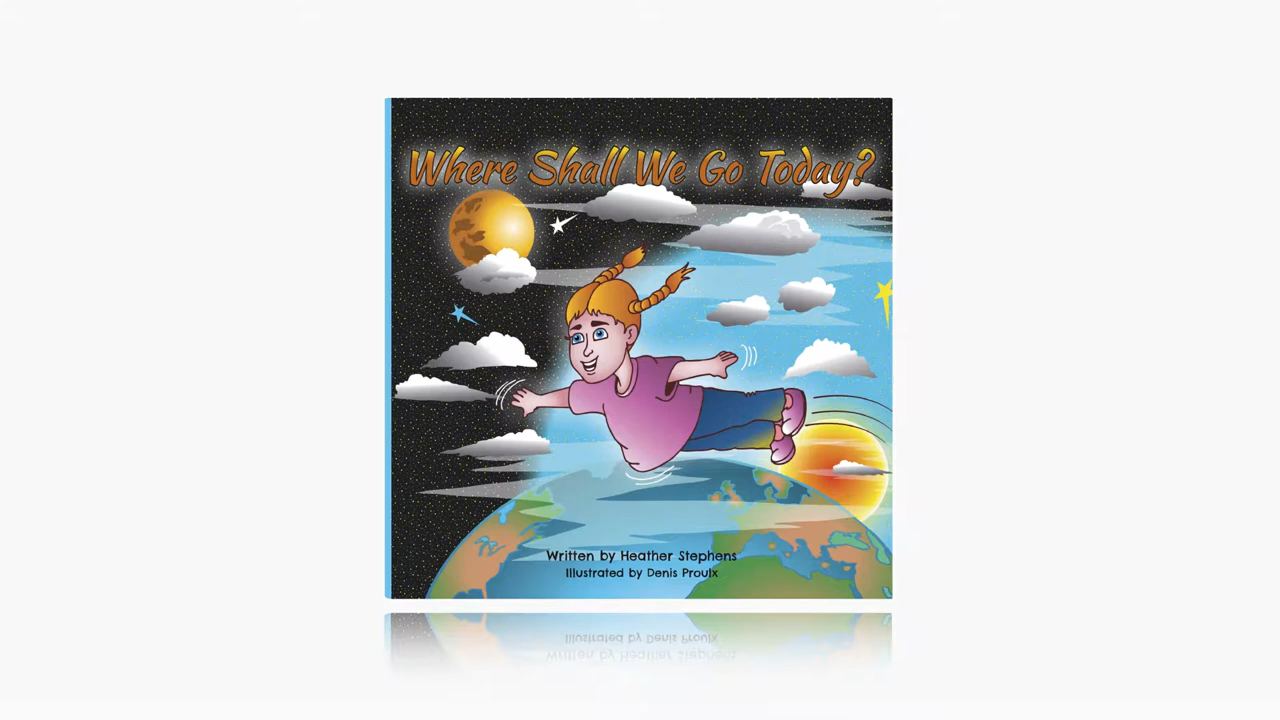 Where Shall We Go Today?
Written by Heather Stephens
Illustrated by Denis Proulx